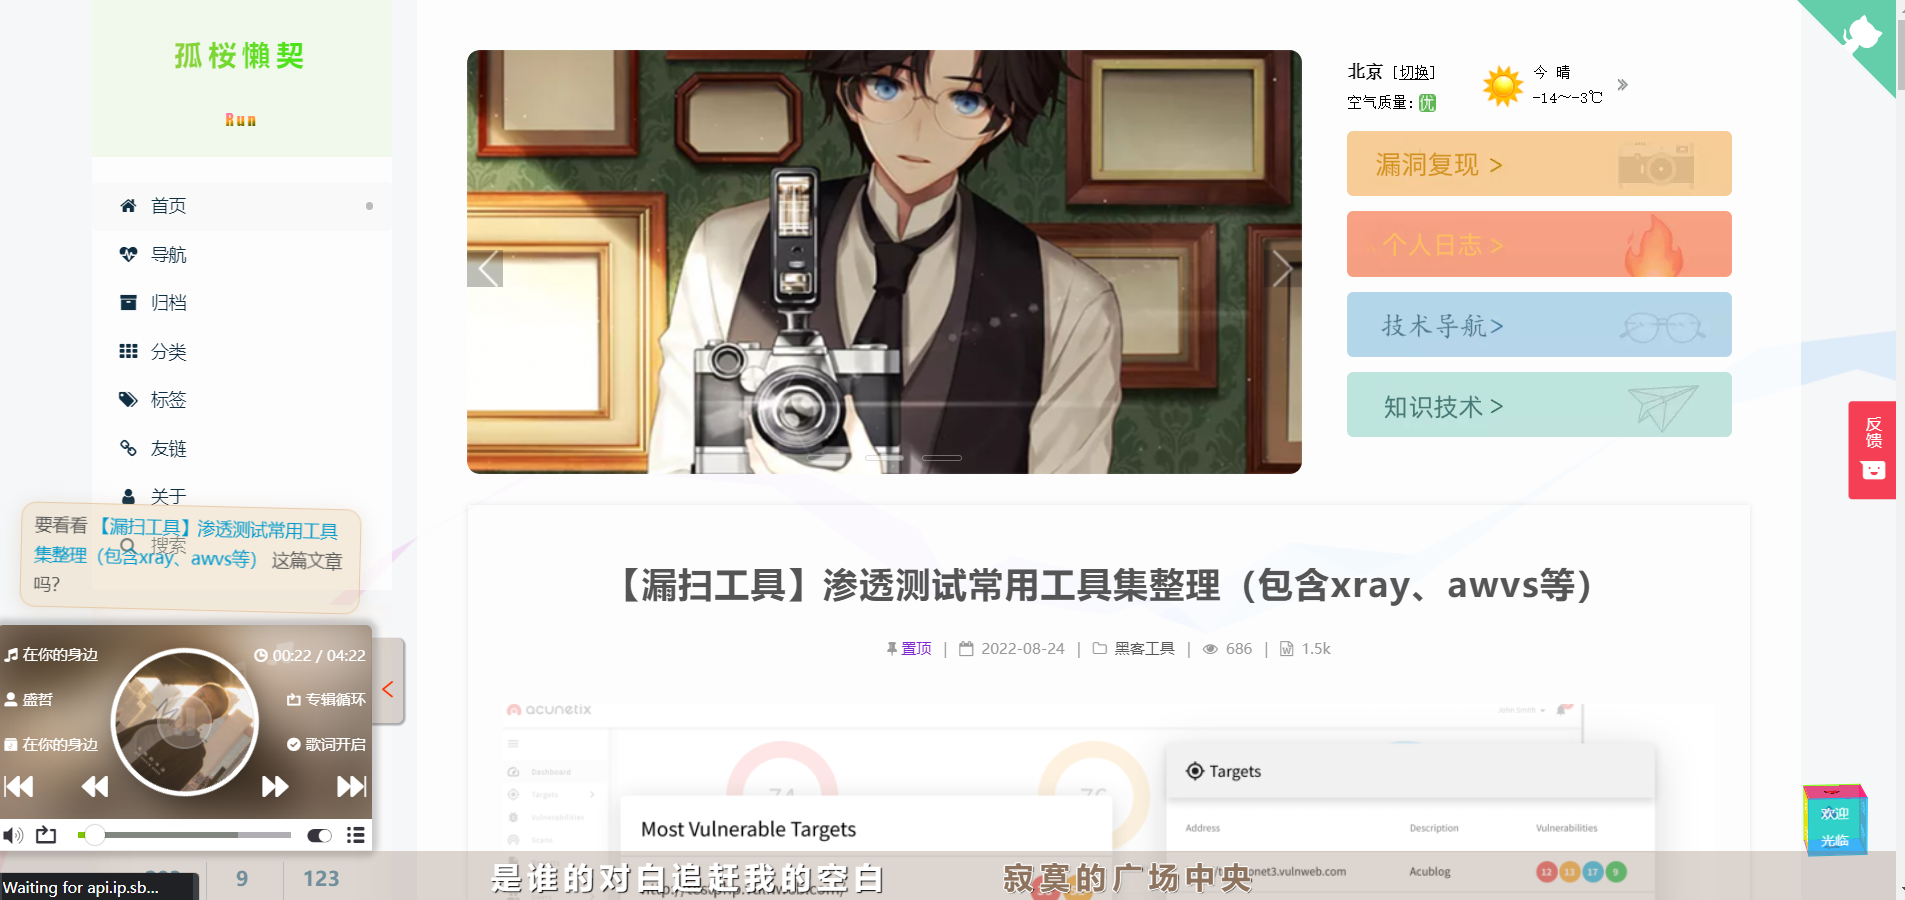 孤桜懒契
Run
首页
导航
归档
分类
标签
友链
关于
搜索
要看看【漏扫工具】渗透测试常用工具
集整理（包含xray、awvs等） 这篇文章
吗?
在你的身边
00:22 / 04:22
盛哲
专辑循环
在你的身边
歌词开启
9
123
Waiting for api.ip.sb...
北京 [切换]
今 晴
空气质量:优
-14～-3℃
漏洞复现 >
个人日志 >
技术导航>
知识技术 >
反馈
【漏扫工具】渗透测试常用工具集整理（包含xray、awvs等）
置顶 | 2022-08-24 | 黑客工具 | 686 | 1.5k
acunetix
John Smith
Dashboard
Targets
Vulnerabilities
Scans
74
76
Most Vulnerable Targets
Targets
Address
Description
Vulnerabilities
onet3.vulnweb.com
Acublog
12 13 17 9
是谁的对白追赶我的空白
寂寞的广场中央
欢迎
光临